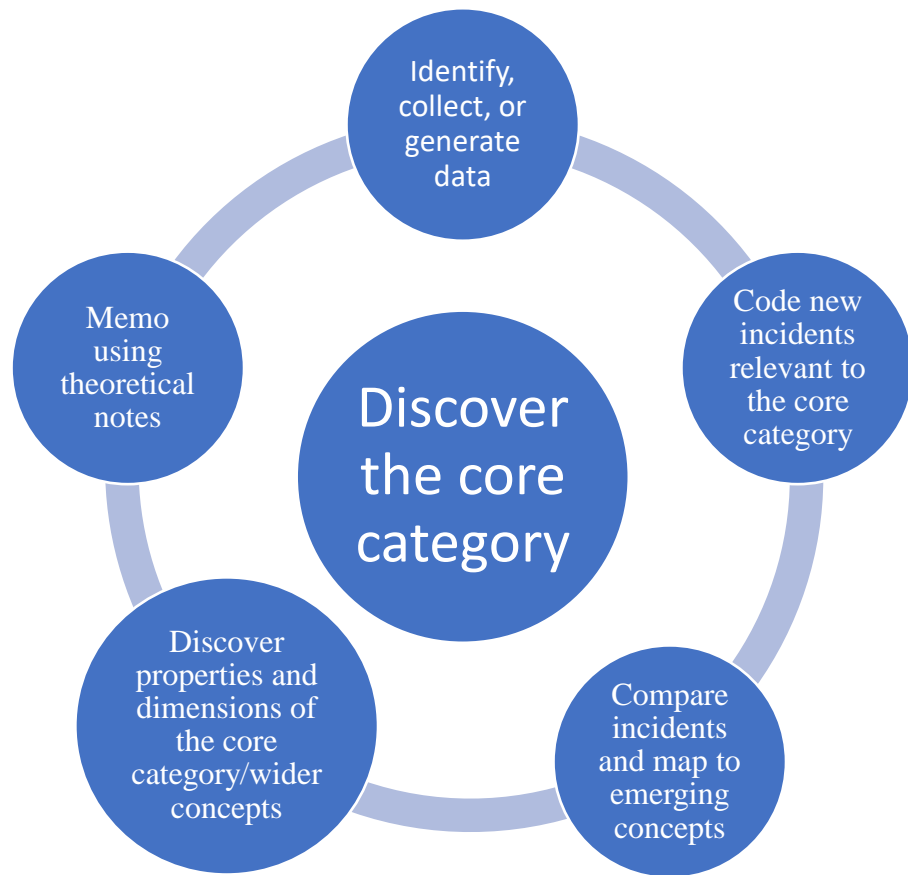 Identify,
collect, or
generate
data
Code new
incidents
relevant to
the core
category
Compare
incidents
and map to
emerging
concepts
Discover
properties and
dimensions of
the core
category/wider
concepts
Memo
using
theoretical
notes
Discover
the core
category